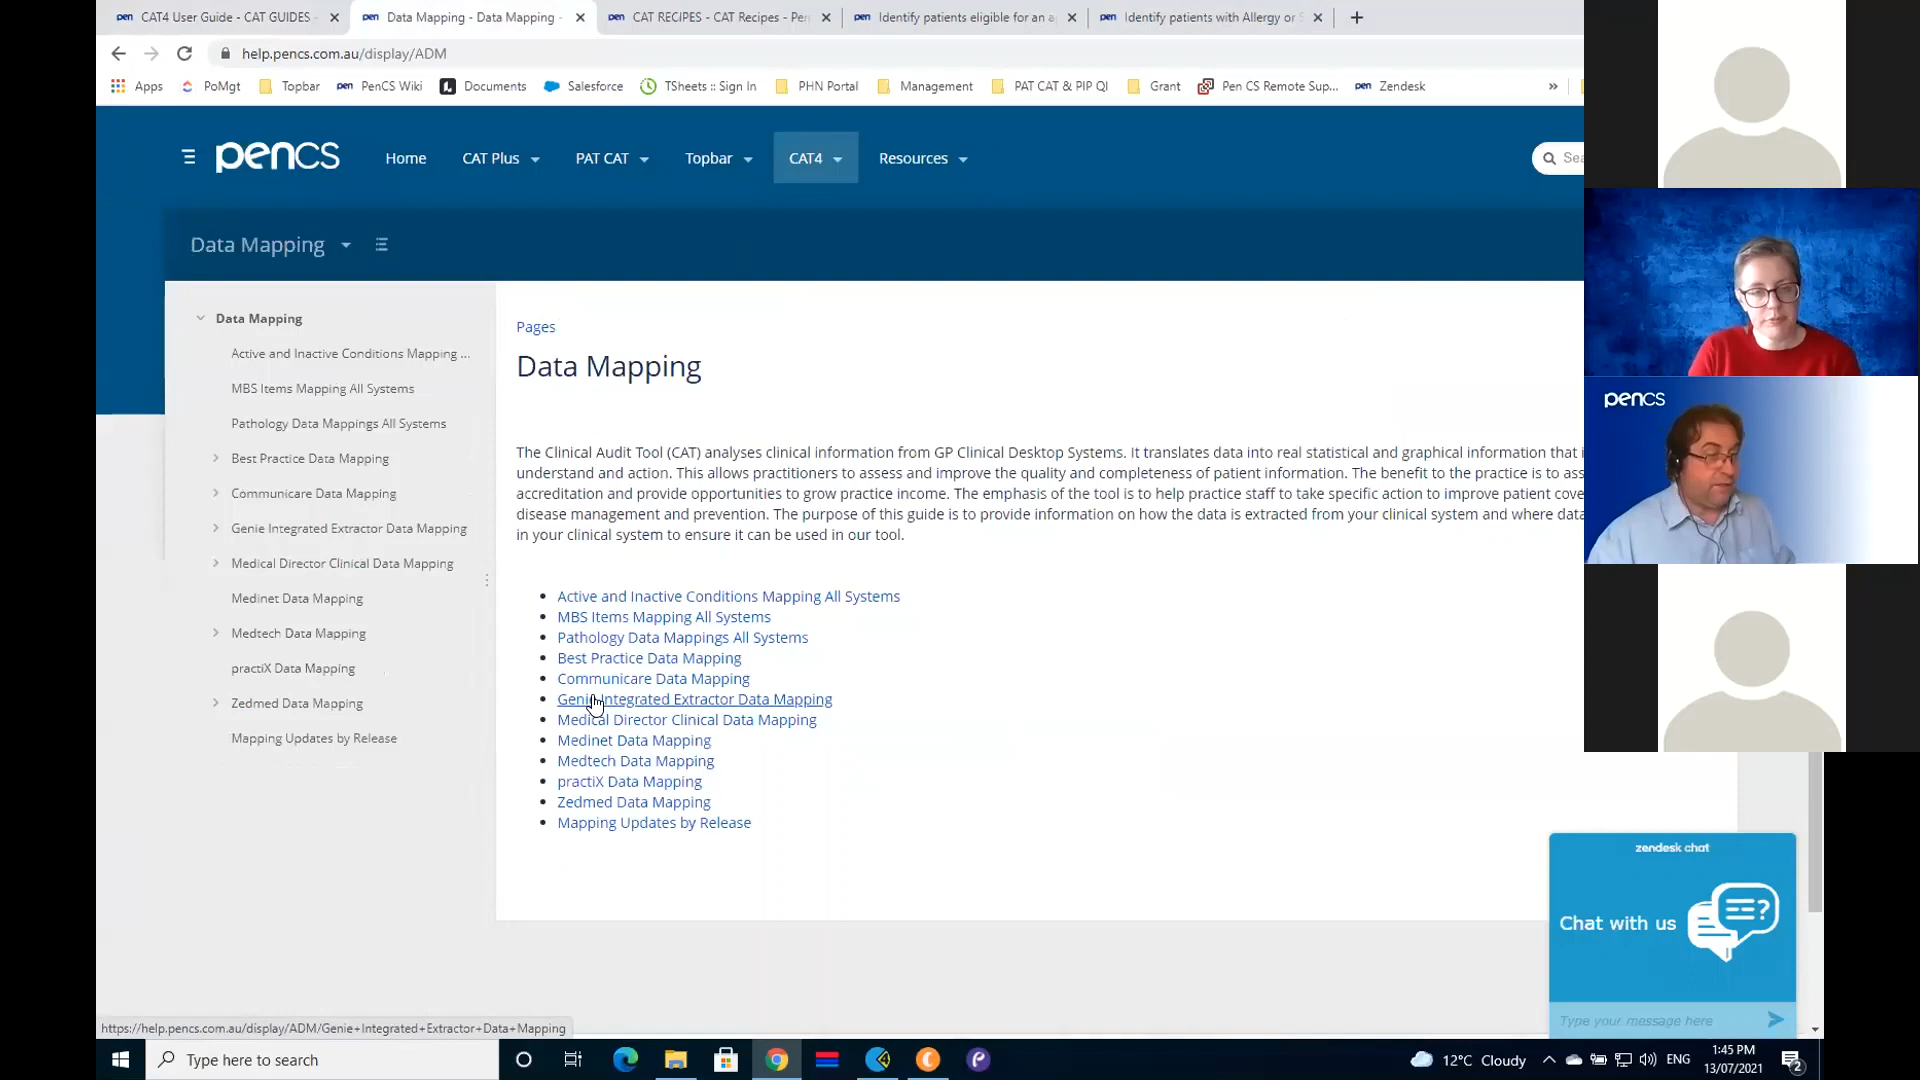 pen CAT4 User Guide - CAT GUIDES -
pen Data Mapping - Data Mapping -
pen CAT RECIPES - CAT Recipes - Pen
pen Identify patients eligible for an a
pen Identify patients with Allergy or S
help.pencs.com.au/display/ADM
Apps PoMgt Topbar pen PenCS Wiki Documents Salesforce TSheets :: Sign In PHN Portal Management PAT CAT & PIP QI Grant Pen CS Remote Sup... pen Zendesk »
pencs Home CAT Plus PAT CAT Topbar CAT4 Resources Sea
pencs
Data Mapping
Data Mapping
Active and Inactive Conditions Mapping ...
MBS Items Mapping All Systems
Pathology Data Mappings All Systems
Best Practice Data Mapping
Communicare Data Mapping
Genie Integrated Extractor Data Mapping
Medical Director Clinical Data Mapping
Medinet Data Mapping
Medtech Data Mapping
practiX Data Mapping
Zedmed Data Mapping
Mapping Updates by Release
Pages
Data Mapping
The Clinical Audit Tool (CAT) analyses clinical information from GP Clinical Desktop Systems. It translates data into real statistical and graphical information that i
understand and action. This allows practitioners to assess and improve the quality and completeness of patient information. The benefit to the practice is to ass
accreditation and provide opportunities to grow practice income. The emphasis of the tool is to help practice staff to take specific action to improve patient cove
disease management and prevention. The purpose of this guide is to provide information on how the data is extracted from your clinical system and where data
in your clinical system to ensure it can be used in our tool.
Active and Inactive Conditions Mapping All Systems
MBS Items Mapping All Systems
Pathology Data Mappings All Systems
Best Practice Data Mapping
Communicare Data Mapping
Genie Integrated Extractor Data Mapping
Medical Director Clinical Data Mapping
Medinet Data Mapping
Medtech Data Mapping
practiX Data Mapping
Zedmed Data Mapping
Mapping Updates by Release
zendesk chat
Chat with us
Type your message here
https://help.pencs.com.au/display/ADM/Genie+Integrated+Extractor+Data+Mapping
Type here to search
12°C Cloudy
ENG
1:45 PM
13/07/2021
2